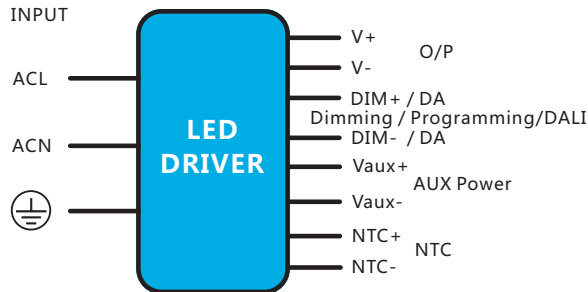 INPUT
ACL
ACN
LED
DRIVER
V+
O/P
V-
DIM+ / DA
Dimming / Programming/DALI
DIM- / DA
Vaux+
AUX Power
Vaux-
NTC+
NTC
NTC-